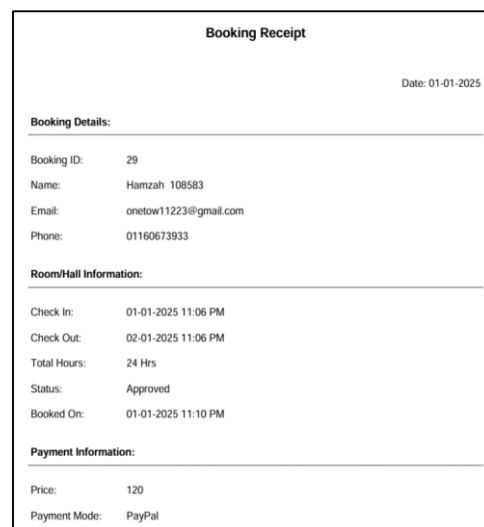 Booking Receipt
Date: 01-01-2025
Booking Details:
Booking ID: 29
Name: Hamzah 108583
Email: onetow11223@gmail.com
Phone: 01160673933
Room/Hall Information:
Check In: 01-01-2025 11:06 PM
Check Out: 02-01-2025 11:06 PM
Total Hours: 24 Hrs
Status: Approved
Booked On: 01-01-2025 11:10 PM
Payment Information:
Price: 120
Payment Mode: PayPal